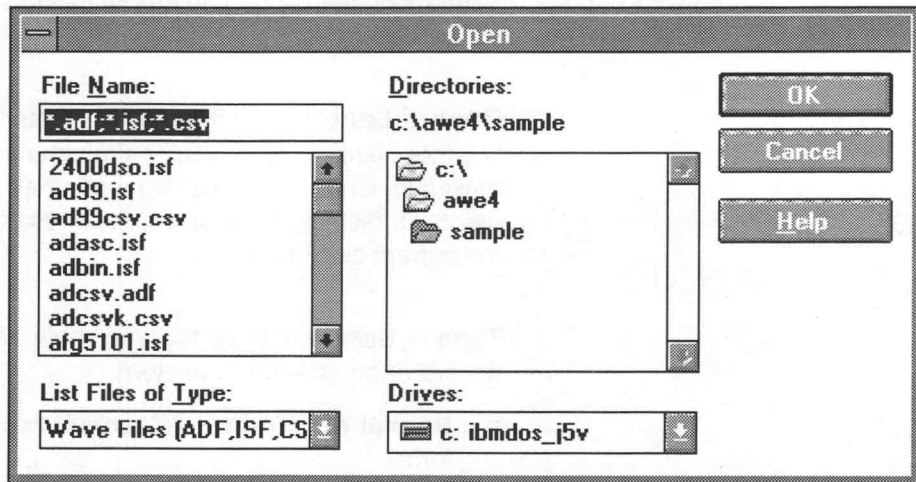 Open
File Name:
*.adf;*.isf;*.csv
2400dso.isf
ad99.isf
ad99csv.csv
adasc.isf
adbin.isf
adcsv.adf
adcsvk.csv
afg5101.isf
List Files of Type:
Wave Files (ADF,ISF,CS
Directories:
c:\awe4\sample
c:\
awe4
sample
Drives:
c: ibmdos_j5v
OK
Cancel
Help